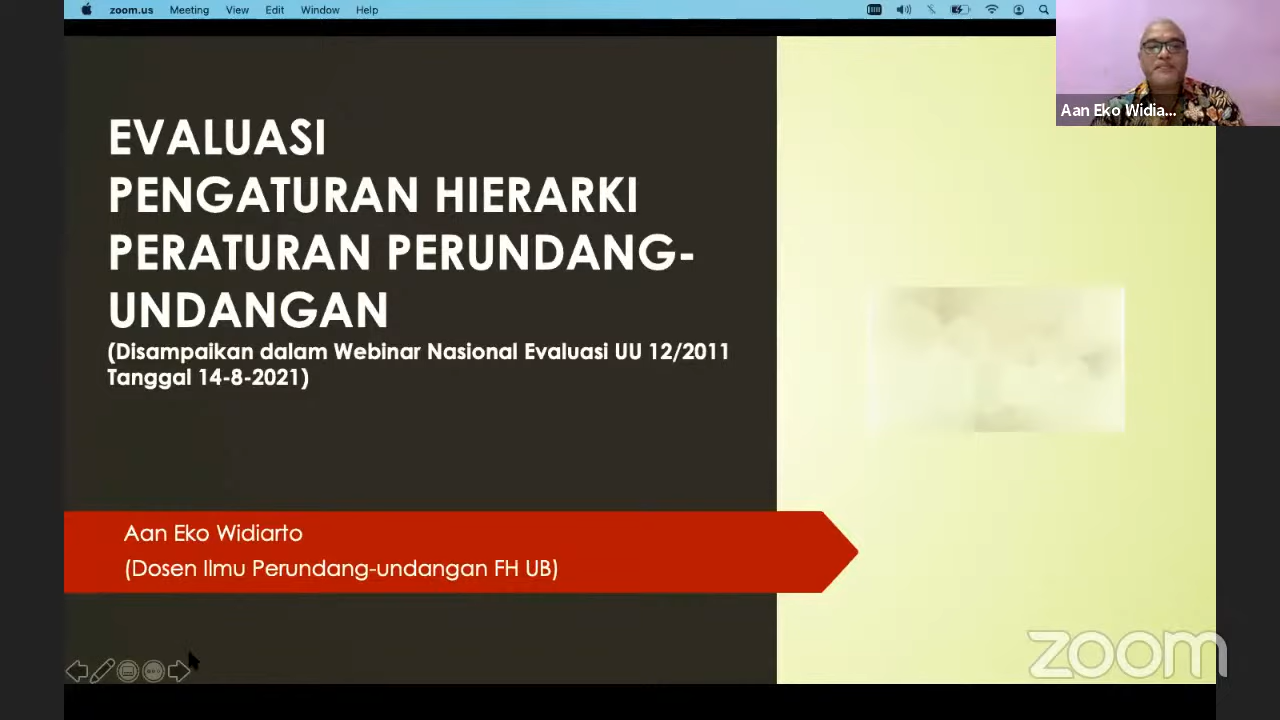 zoom.us Meeting View Edit Window Help
Aan Eko Widia...
EVALUASI
PENGATURAN HIERARKI
PERATURAN PERUNDANG-
UNDANGAN
(Disampaikan dalam Webinar Nasional Evaluasi UU 12/2011
Tanggal 14-8-2021)
Aan Eko Widiarto
(Dosen Ilmu Perundang-undangan FH UB)
zoom